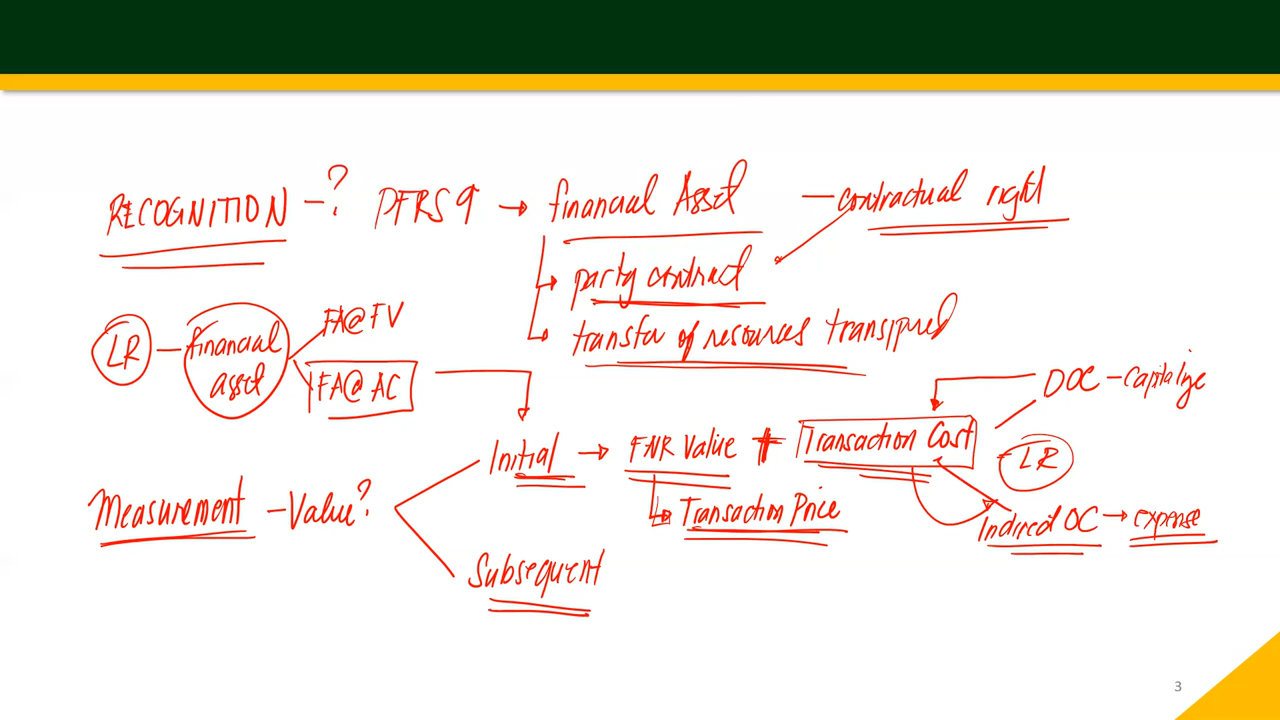 RECOGNITION - ? PFRS 9 → financial Asset - contractual right
party contract
transfer of resources transpired
LR - financial asset
FA@FV
FA@AC
DOC - capitalize
Initial → FAIR Value + Transaction Cost
LR
Measurement - Value?
Transaction Price
Indirect OC → expense
Subsequent
3